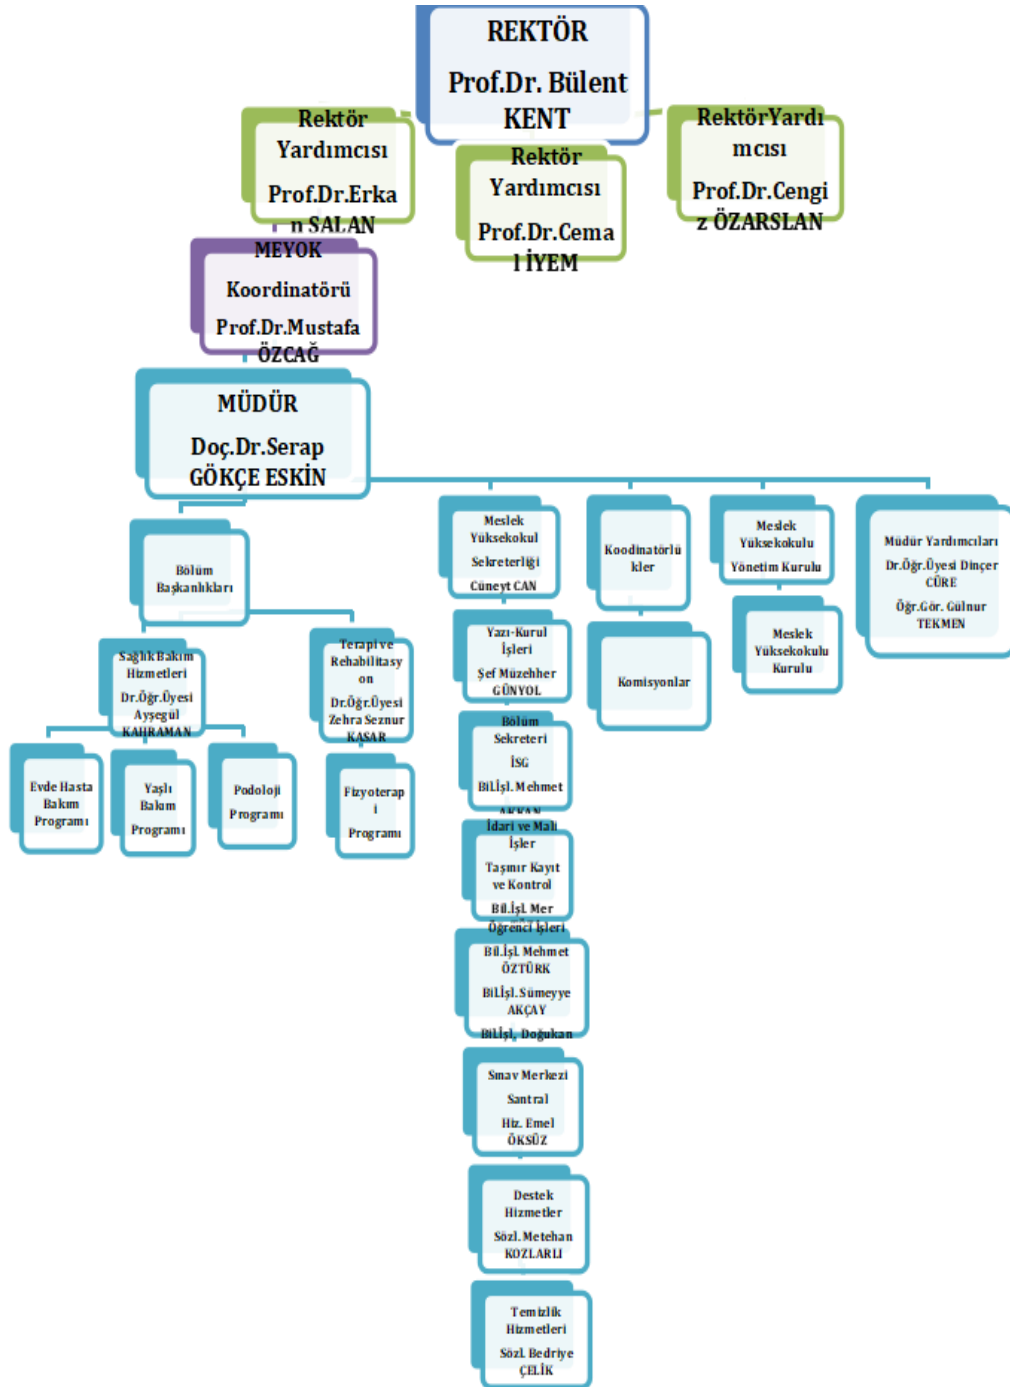 REKTÖR
Prof.Dr. Bülent
KENT
Rektör
Yardımcısı
Prof.Dr.Erka
n SALAN
Rektör
Yardımcısı
Prof.Dr.Cema
l İYEM
RektörYardı
mcısı
Prof.Dr.Cengi
z ÖZARSLAN
MEYOK
Koordinatörü
Prof.Dr.Mustafa
ÖZCAĞ
MÜDÜR
Doç.Dr.Serap
GÖKÇE ESKİN
Bölüm
Başkanlıkları
Sağlık Bakım
Hizmetleri
Dr.Öğr.Üyesi
Ayşegül
KAHRAMAN
Evde Hasta
Bakım
Programı
Yaşlı
Bakım
Programı
Podoloji
Programı
Terapi ve
Rehabilitasy
on
Dr.Öğr.Üyesi
Zehra Seznur
KASAR
Fizyoterap
i
Programı
Meslek
Yüksekokul
Sekreterliği
Cüneyt CAN
Yazı-Kurul
İşleri
Şef Müzehher
GÜNYOL
Bölüm
Sekreteri
İSG
Bil.İşl. Mehmet
AKKAN
İdari ve Mali
İşler
Taşınır Kayıt
ve Kontrol
Bil.İşl. Mer
Öğrenci İşleri
Bil.İşl. Mehmet
ÖZTÜRK
Bil.İşl. Sümeyye
AKÇAY
Bil.İşl. Doğukan
Sınav Merkezi
Santral
Hiz. Emel
ÖKSÜZ
Destek
Hizmetler
Sözl. Metehan
KOZLARLI
Temizlik
Hizmetleri
Sözl. Bedriye
ÇELİK
Koodinatörlü
kler
Komisyonlar
Meslek
Yüksekokulu
Yönetim Kurulu
Meslek
Yüksekokulu
Kurulu
Müdür Yardımcıları
Dr.Öğr.Üyesi Dinçer
CÜRE
Öğr.Gör. Gülnur
TEKMEN